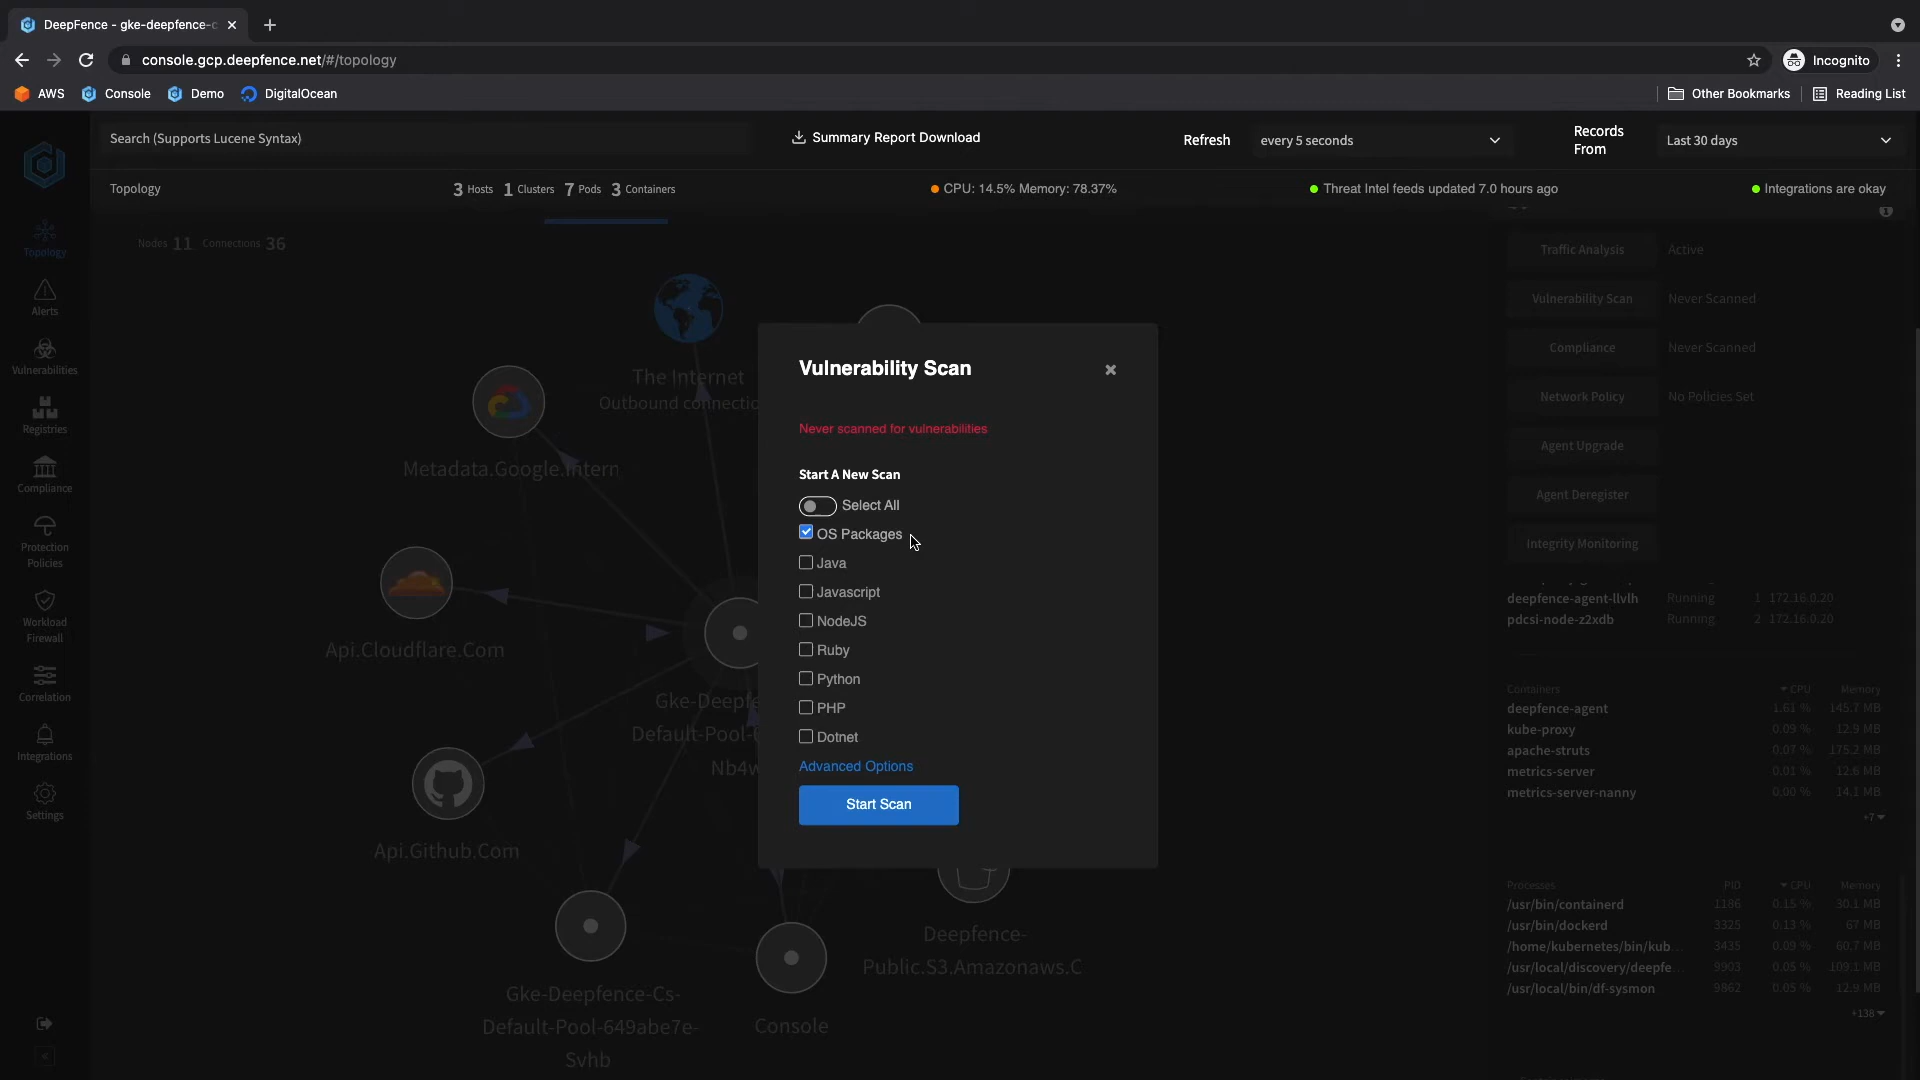 DeepFence - gke-deepfence-c
console.gcp.deepfence.net/#/topology
Incognito
AWS
Console
Demo
DigitalOcean
Other Bookmarks
Reading List
Search (Supports Lucene Syntax)
Summary Report Download
Refresh
every 5 seconds
Records
From
Last 30 days
Topology
3 Hosts 1 Clusters 7 Pods 3 Containers
CPU: 14.5% Memory: 78.37%
Threat Intel feeds updated 7.0 hours ago
Integrations are okay
Topology
Alerts
Vulnerabilities
Registries
Compliance
Protection
Policies
Workload
Firewall
Correlation
Integrations
Settings
Nodes 11 Connections 36
The Internet
Outbound connectio
Metadata.Google.Intern
Api.Cloudflare.Com
Gke-Deepfe
Default-Pool-
Nb4w
Api.Github.Com
Gke-Deepfence-Cs-
Default-Pool-649abe7e-
Svhb
Console
Deepfence-
Public.S3.Amazonaws.C
Vulnerability Scan
Never scanned for vulnerabilities
Start A New Scan
Select All
OS Packages
Java
Javascript
NodeJS
Ruby
Python
PHP
Dotnet
Advanced Options
Start Scan
1
Traffic Analysis Active
Vulnerability Scan Never Scanned
Compliance Never Scanned
Network Policy No Policies Set
Agent Upgrade
Agent Deregister
Integrity Monitoring
deepfence-agent-llvlh Running 1 172.16.0.20
pdcsi-node-z2xdb Running 2 172.16.0.20
Containers CPU Memory
deepfence-agent 1.61 % 145.7 MB
kube-proxy 0.09 % 12.9 MB
apache-struts 0.07 % 175.2 MB
metrics-server 0.01 % 12.6 MB
metrics-server-nanny 0.00 % 14.1 MB
+7
Processes PID CPU Memory
/usr/bin/containerd 1186 0.15 % 30.1 MB
/usr/bin/dockerd 3325 0.13 % 67 MB
/home/kubernetes/bin/kub... 3435 0.09 % 60.7 MB
/usr/local/discovery/deepfe... 9903 0.05 % 109.1 MB
/usr/local/bin/df-sysmon 9862 0.05 % 12.9 MB
+138